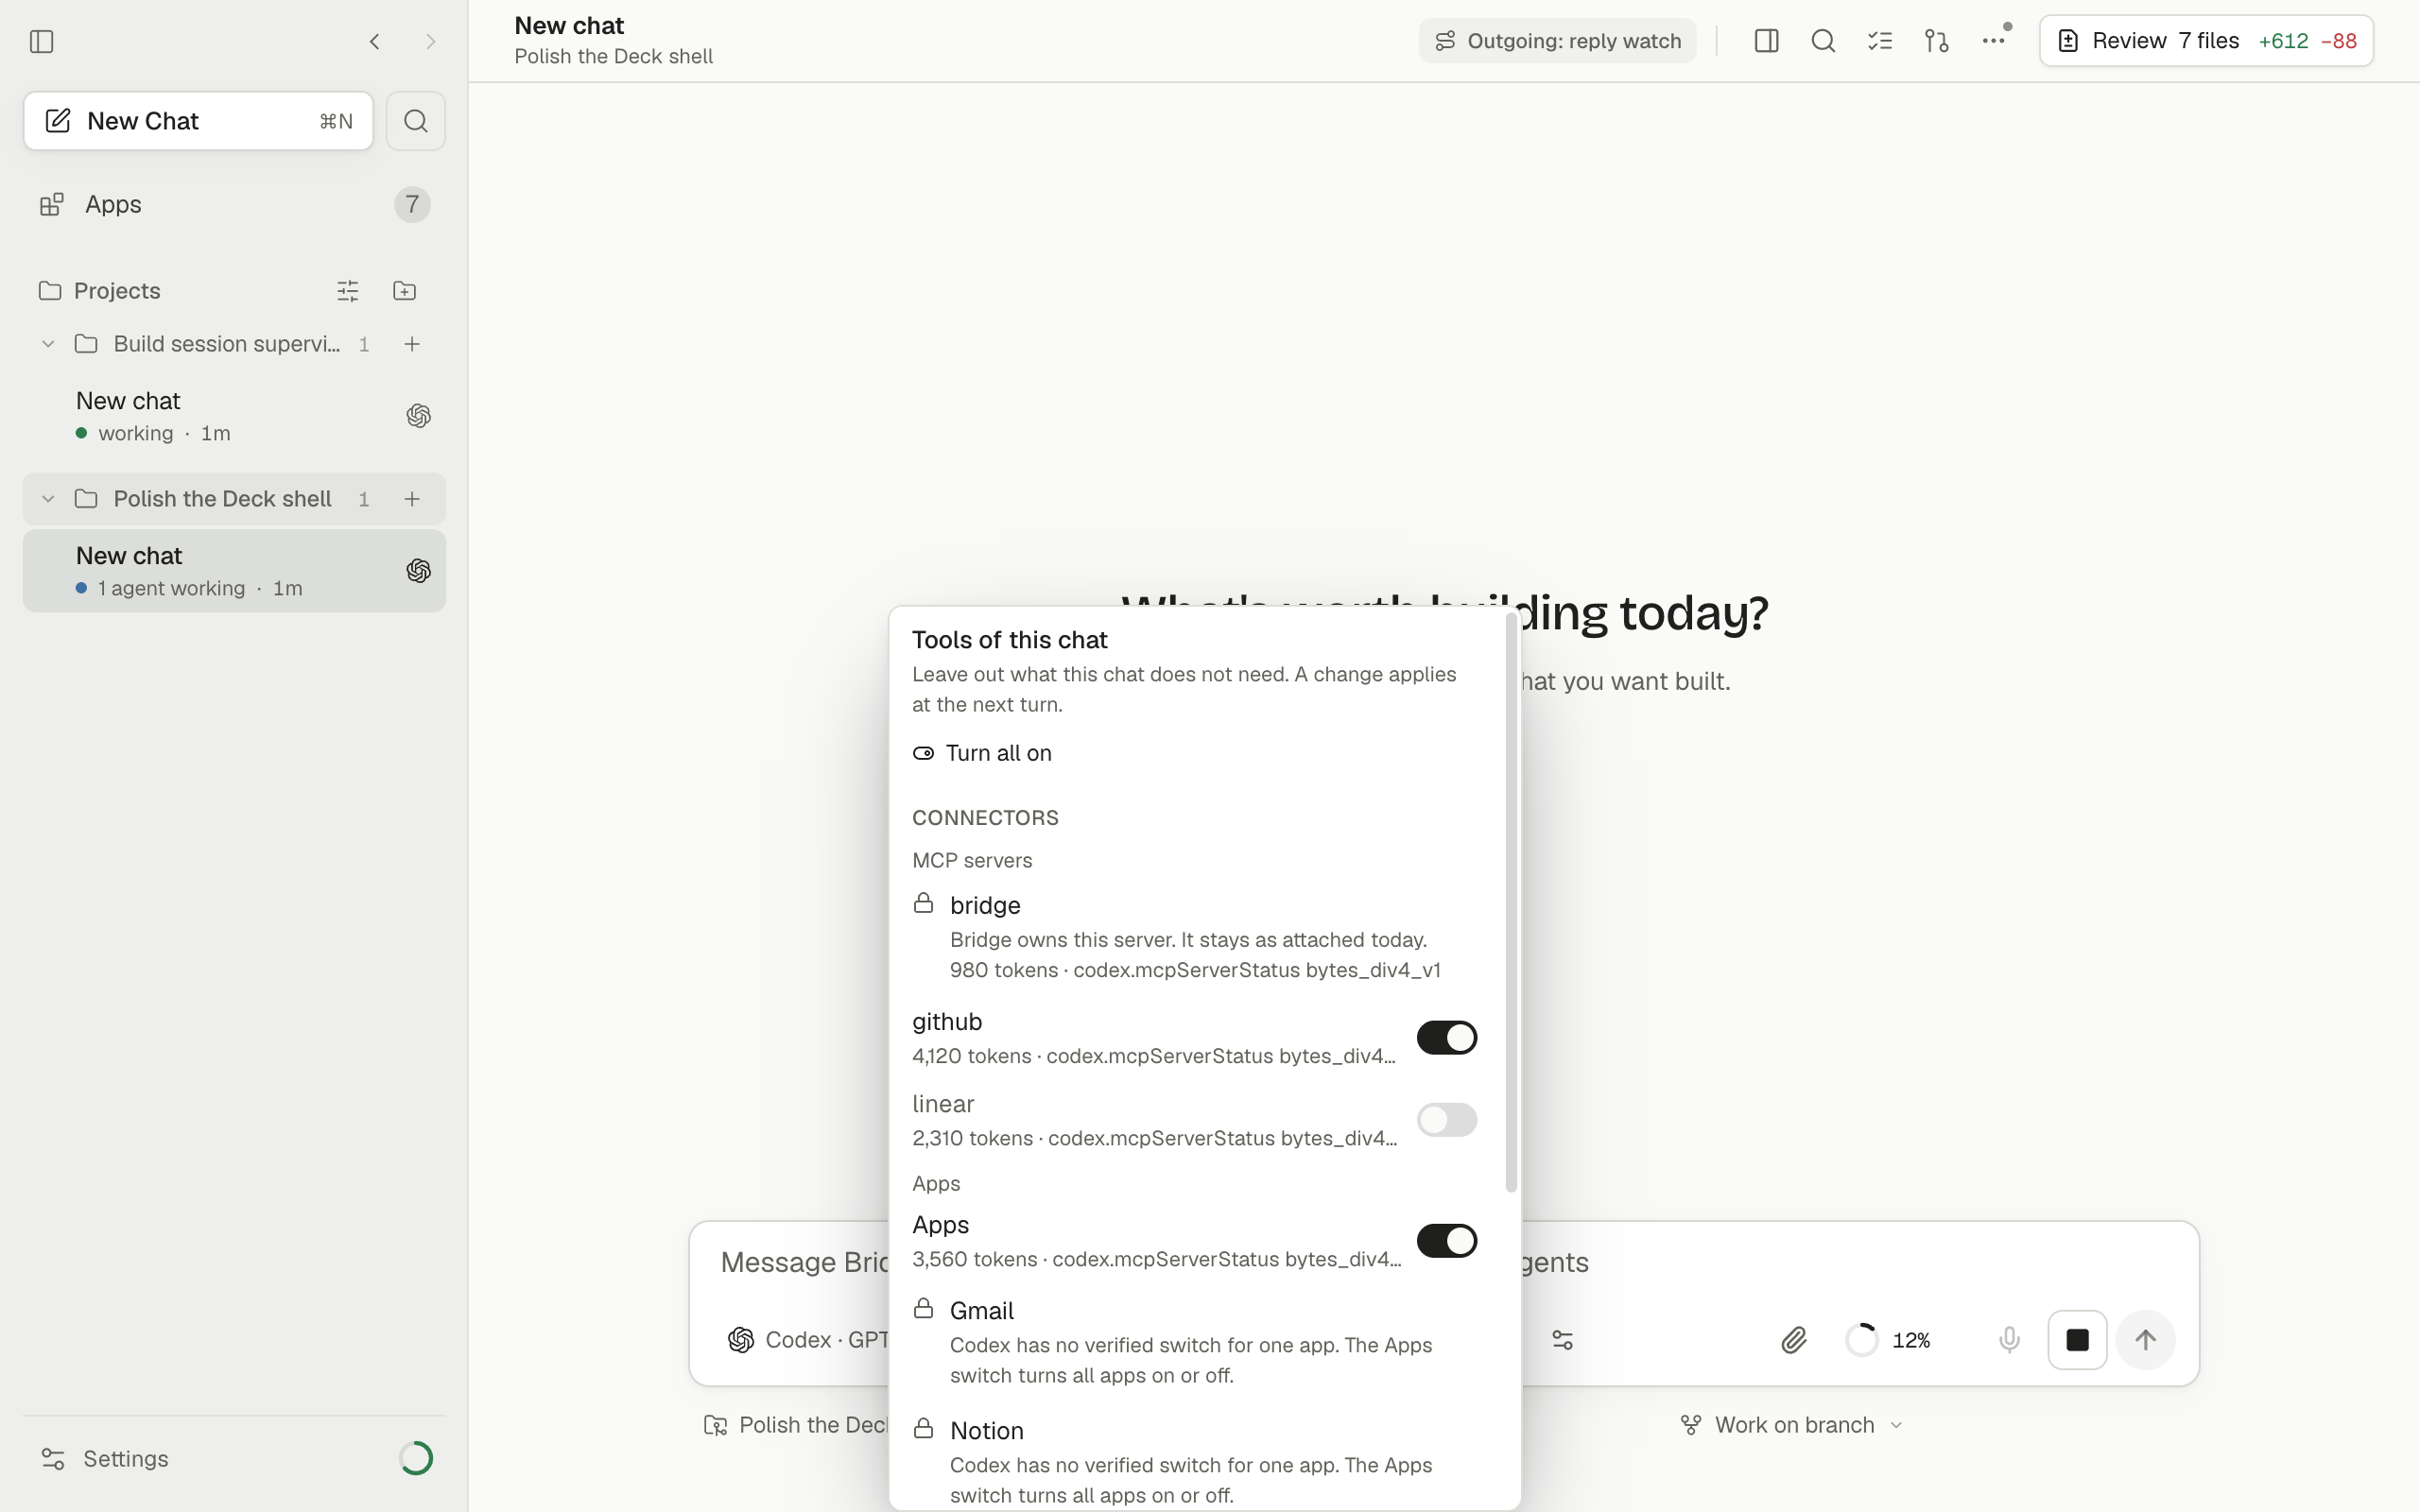 New Chat ⌘N
Apps 7
Projects
Build session supervi... 1
New chat
working · 1m
Polish the Deck shell 1
New chat
1 agent working · 1m
Settings
New chat
Polish the Deck shell
Outgoing: reply watch
Review 7 files +612 −88
ding today?
hat you want built.
Tools of this chat
Leave out what this chat does not need. A change applies
at the next turn.
Turn all on
CONNECTORS
MCP servers
bridge
Bridge owns this server. It stays as attached today.
980 tokens · codex.mcpServerStatus bytes_div4_v1
github
4,120 tokens · codex.mcpServerStatus bytes_div4...
linear
2,310 tokens · codex.mcpServerStatus bytes_div4...
Apps
Apps
3,560 tokens · codex.mcpServerStatus bytes_div4...
Gmail
Codex has no verified switch for one app. The Apps
switch turns all apps on or off.
Notion
Codex has no verified switch for one app. The Apps
switch turns all apps on or off.
Message Bri
gents
Codex · GPT
12%
Polish the Dec
Work on branch